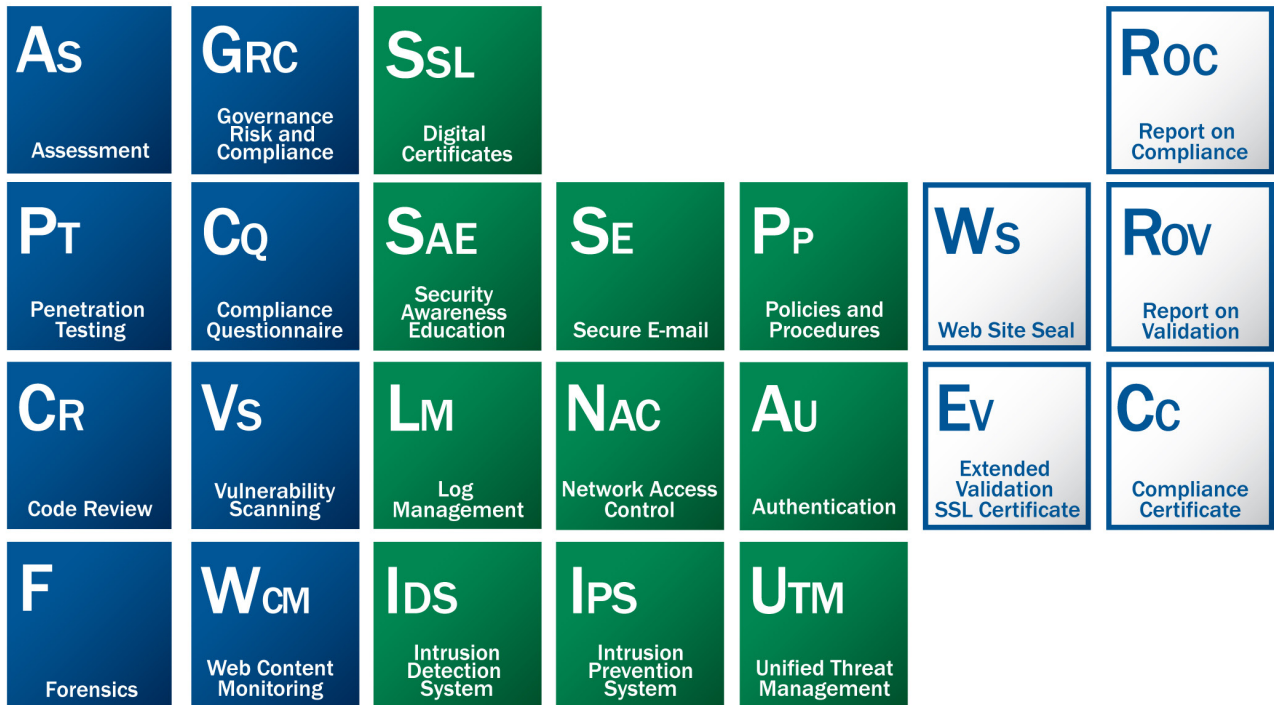 As
Assessment
GRC
Governance
Risk and
Compliance
SSL
Digital
Certificates
ROC
Report on
Compliance
PT
Penetration
Testing
CQ
Compliance
Questionnaire
SAE
Security
Awareness
Education
SE
Secure E-mail
PP
Policies and
Procedures
WS
Web Site Seal
ROV
Report on
Validation
CR
Code Review
VS
Vulnerability
Scanning
LM
Log
Management
NAC
Network Access
Control
AU
Authentication
EV
Extended
Validation
SSL Certificate
CC
Compliance
Certificate
F
Forensics
WCM
Web Content
Monitoring
IDS
Intrusion
Detection
System
IPS
Intrusion
Prevention
System
UTM
Unified Threat
Management